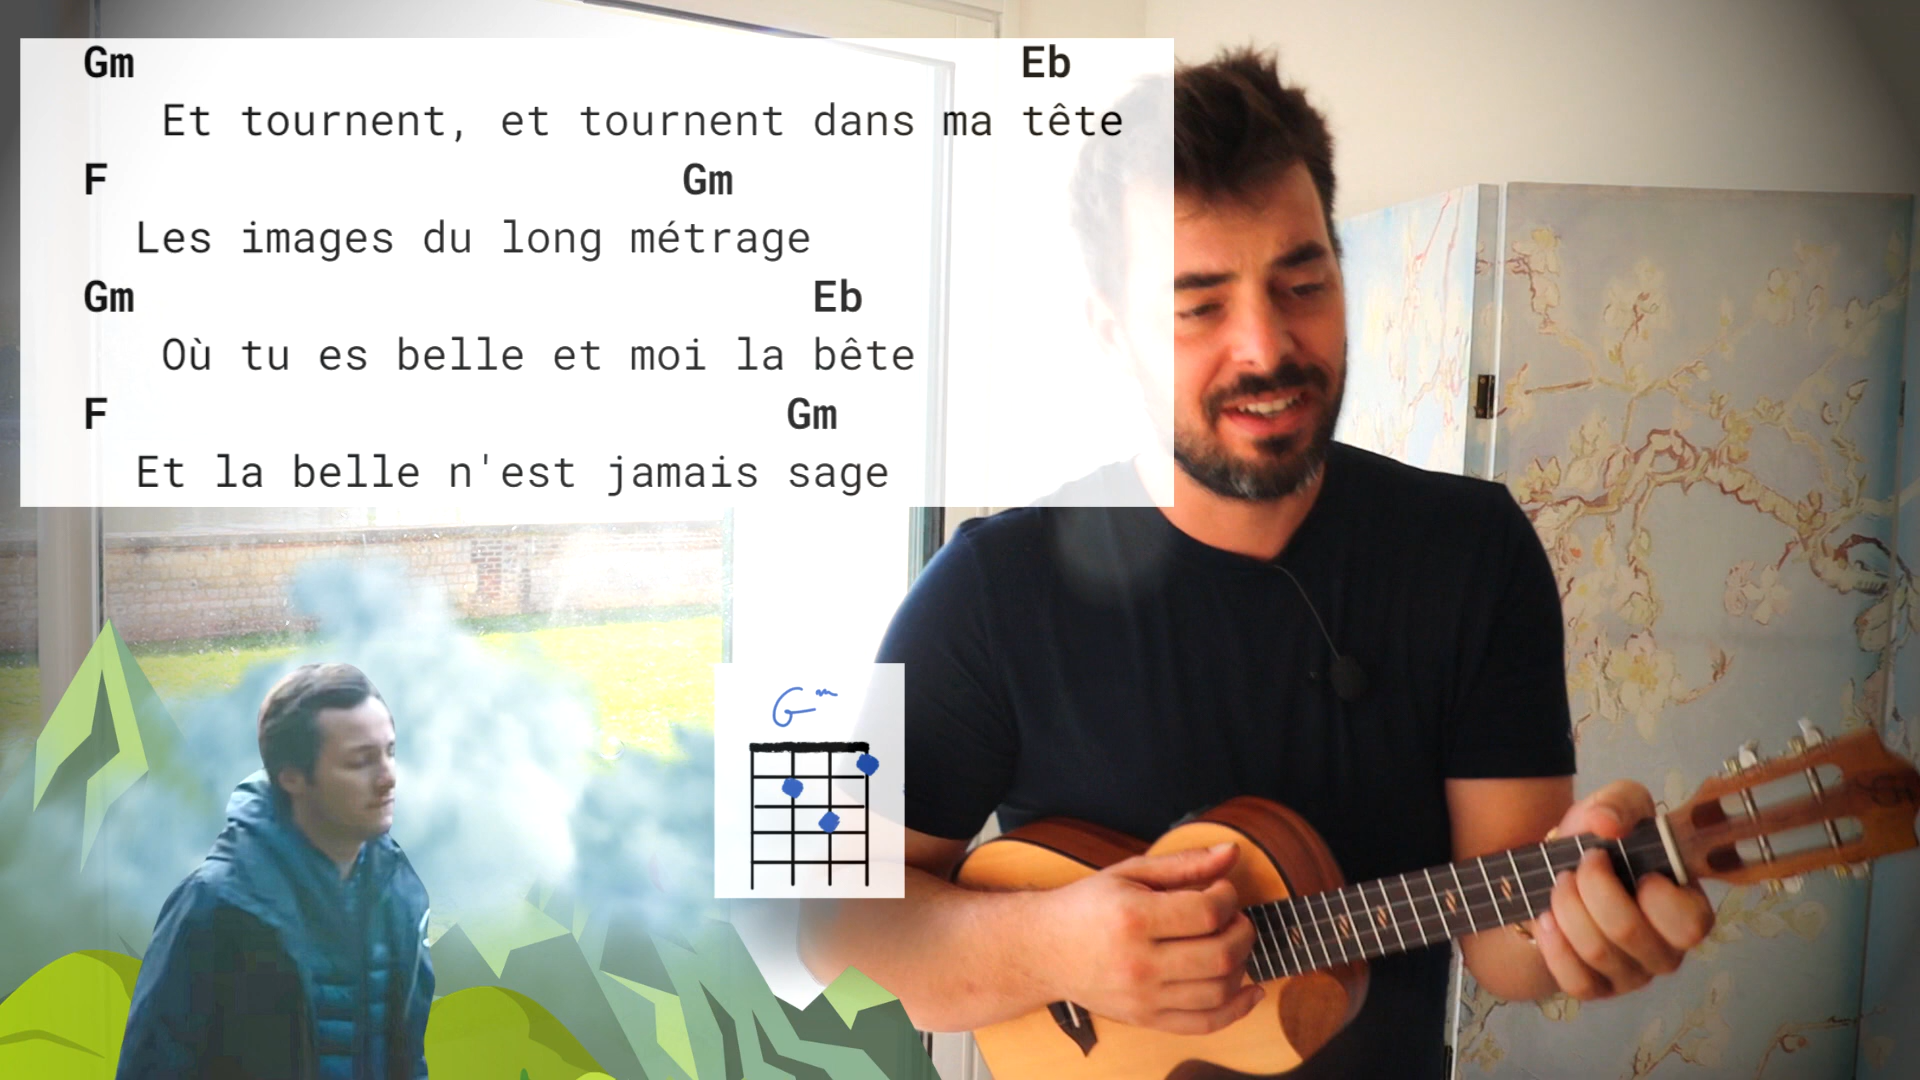 Gm Eb
Et tournent, et tournent dans ma tête
F Gm
Les images du long métrage
Gm Eb
Où tu es belle et moi la bête
F Gm
Et la belle n'est jamais sage
Gm